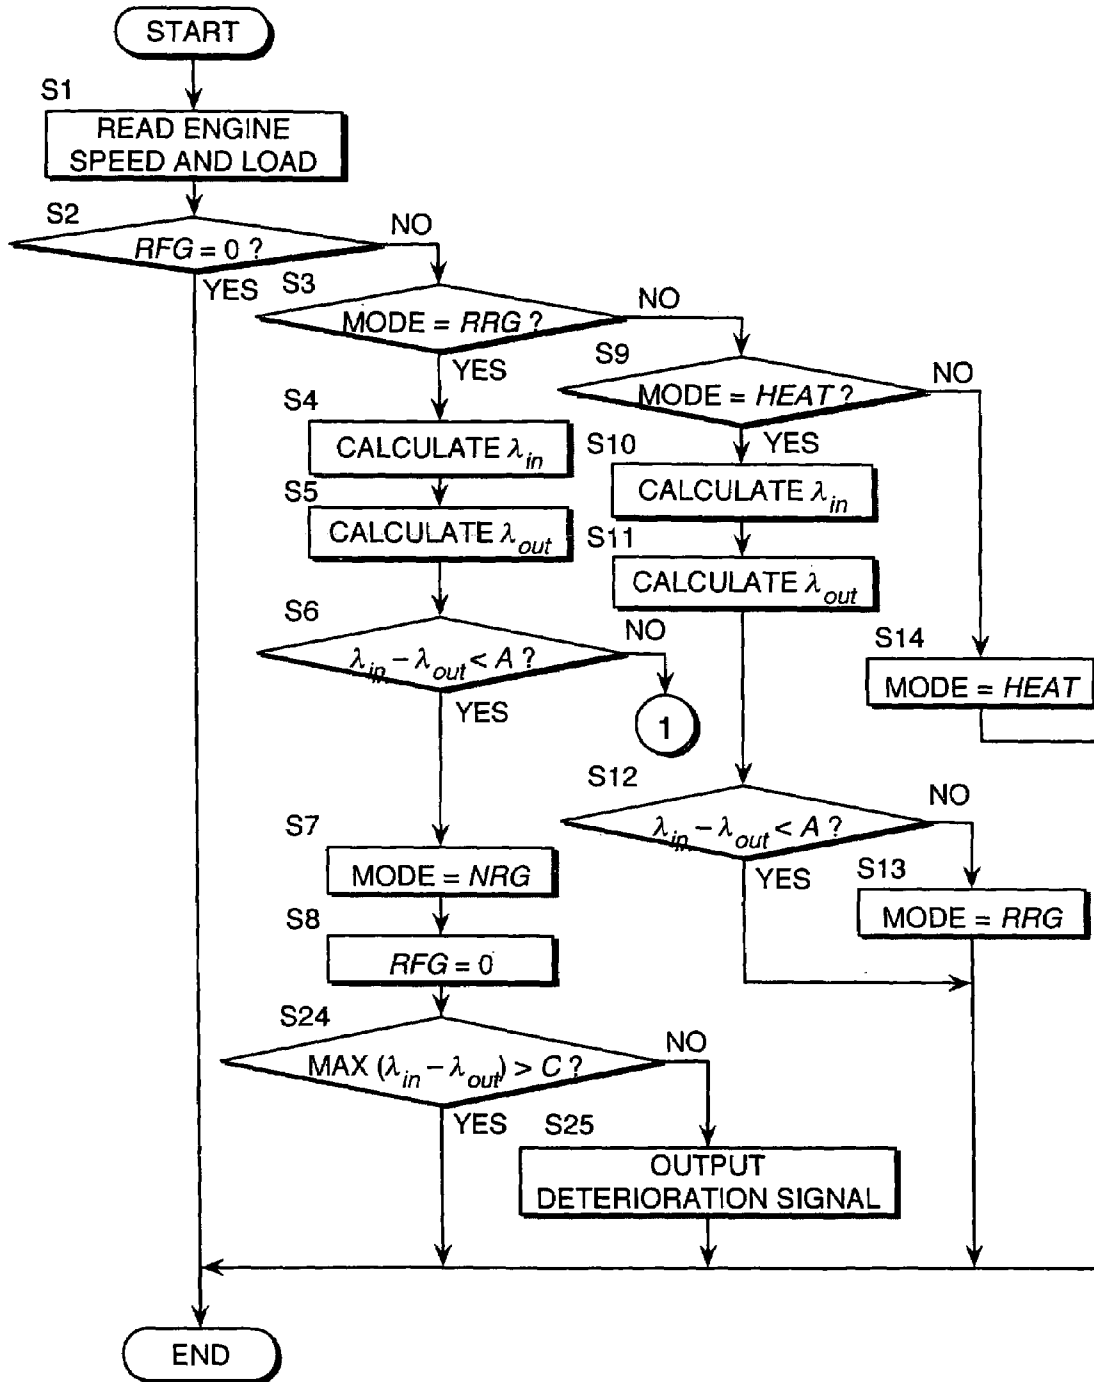 START
S1
READ ENGINE
SPEED AND LOAD
S2
RFG = 0 ?
NO
YES
S3
MODE = RRG ?
NO
YES
S9
MODE = HEAT ?
NO
YES
S4
CALCULATE λin
S10
CALCULATE λin
S5
CALCULATE λout
S11
CALCULATE λout
S6
λin – λout < A ?
NO
YES
1
S14
MODE = HEAT
S12
λin – λout < A ?
NO
YES
S7
MODE = NRG
S13
MODE = RRG
S8
RFG = 0
S24
MAX (λin – λout) > C ?
NO
YES
S25
OUTPUT
DETERIORATION SIGNAL
END